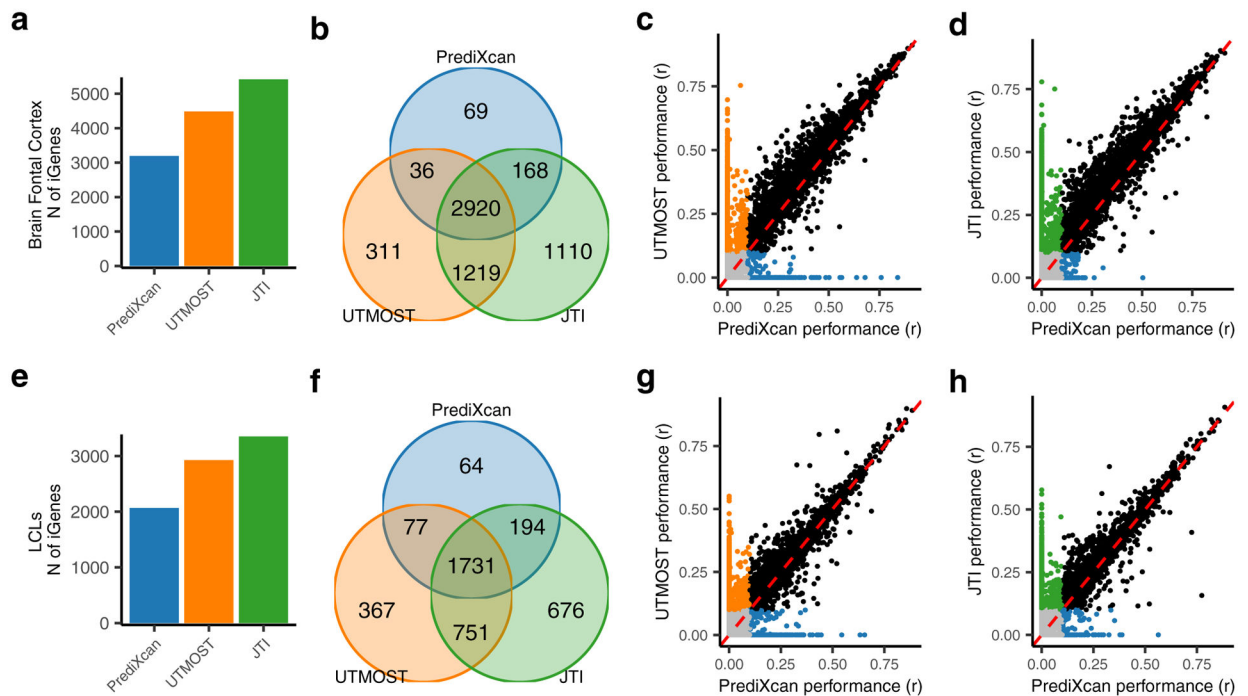 a
Brain Fontal Cortex
N of iGenes
5000
4000
3000
2000
1000
0
PrediXcan
UTMOST
JTI
b
PrediXcan
69
36
168
2920
311
1219
1110
UTMOST
JTI
c
UTMOST performance (r)
0.75
0.50
0.25
0.00
0.00 0.25 0.50 0.75
PrediXcan performance (r)
d
JTI performance (r)
0.75
0.50
0.25
0.00
0.00 0.25 0.50 0.75
PrediXcan performance (r)
e
LCLs
N of iGenes
3000
2000
1000
0
PrediXcan
UTMOST
JTI
f
PrediXcan
64
77
194
1731
367
751
676
UTMOST
JTI
g
UTMOST performance (r)
0.75
0.50
0.25
0.00
0.00 0.25 0.50 0.75
PrediXcan performance (r)
h
JTI performance (r)
0.75
0.50
0.25
0.00
0.00 0.25 0.50 0.75
PrediXcan performance (r)